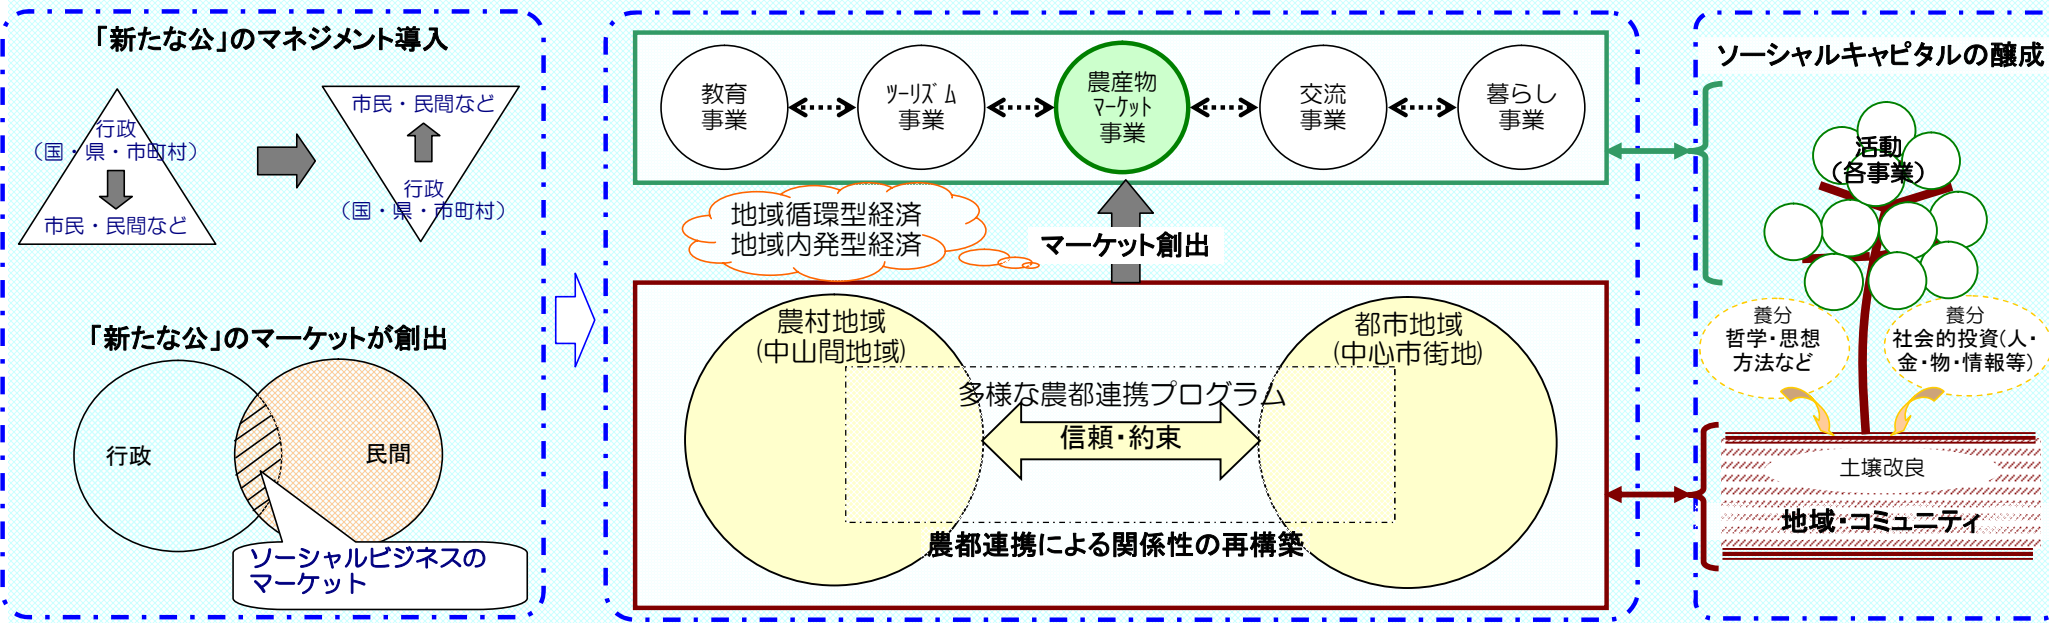 「新たな公」のマネジメント導入
行政
（国・県・市町村）
市民・民間など
市民・民間など
行政
（国・県・市町村）
「新たな公」のマーケットが創出
行政
民間
ソーシャルビジネスの
マーケット
教育
事業
ツーリズム
事業
農産物
マーケット
事業
交流
事業
暮らし
事業
地域循環型経済
地域内発型経済
マーケット創出
農村地域
(中山間地域)
都市地域
(中心市街地)
多様な農都連携プログラム
信頼・約束
農都連携による関係性の再構築
ソーシャルキャピタルの醸成
活動
（各事業）
養分
哲学・思想
方法など
養分
社会的投資(人・
金・物・情報等)
土壌改良
地域・コミュニティ